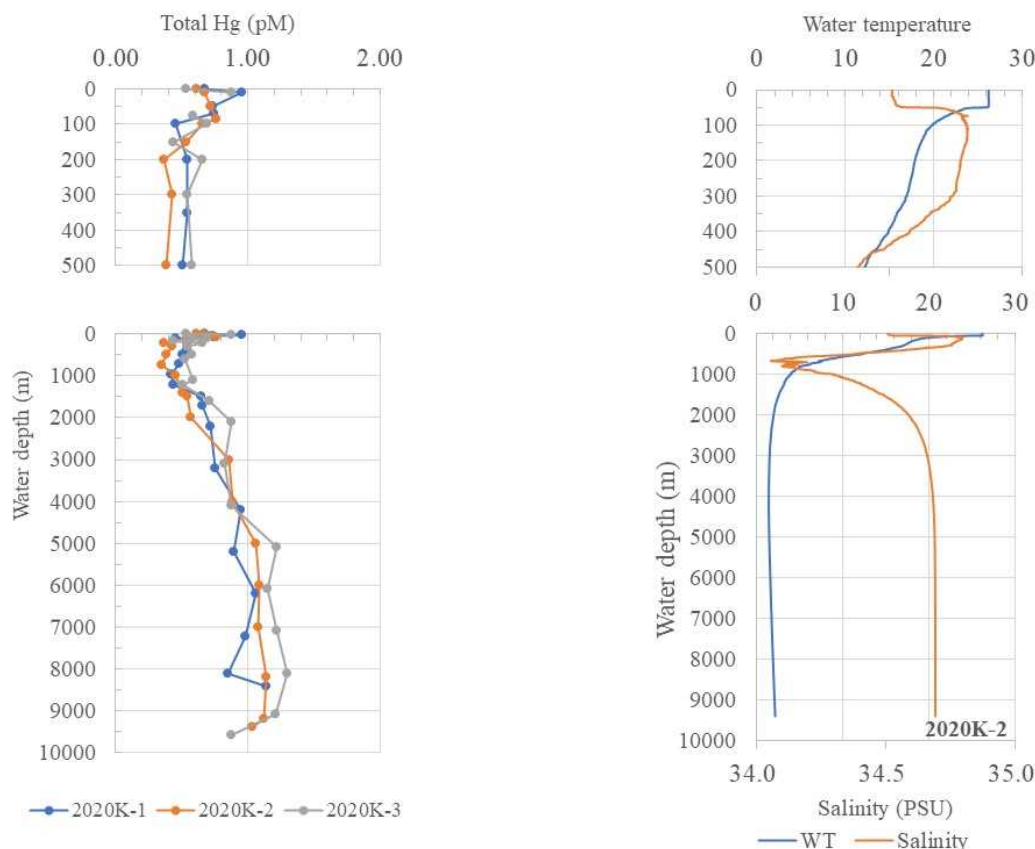 Total Hg (pM)
0.00 1.00 2.00
0
100
200
300
400
500
0
1000
2000
3000
4000
5000
6000
7000
8000
9000
10000
Water depth (m)
2020K-1 2020K-2 2020K-3
Water temperature
0 10 20 30
0
100
200
300
400
500
0 10 20 30
0
1000
2000
3000
4000
5000
6000
7000
8000
9000
10000
Water depth (m)
2020K-2
34.0 34.5 35.0
Salinity (PSU)
WT Salinity